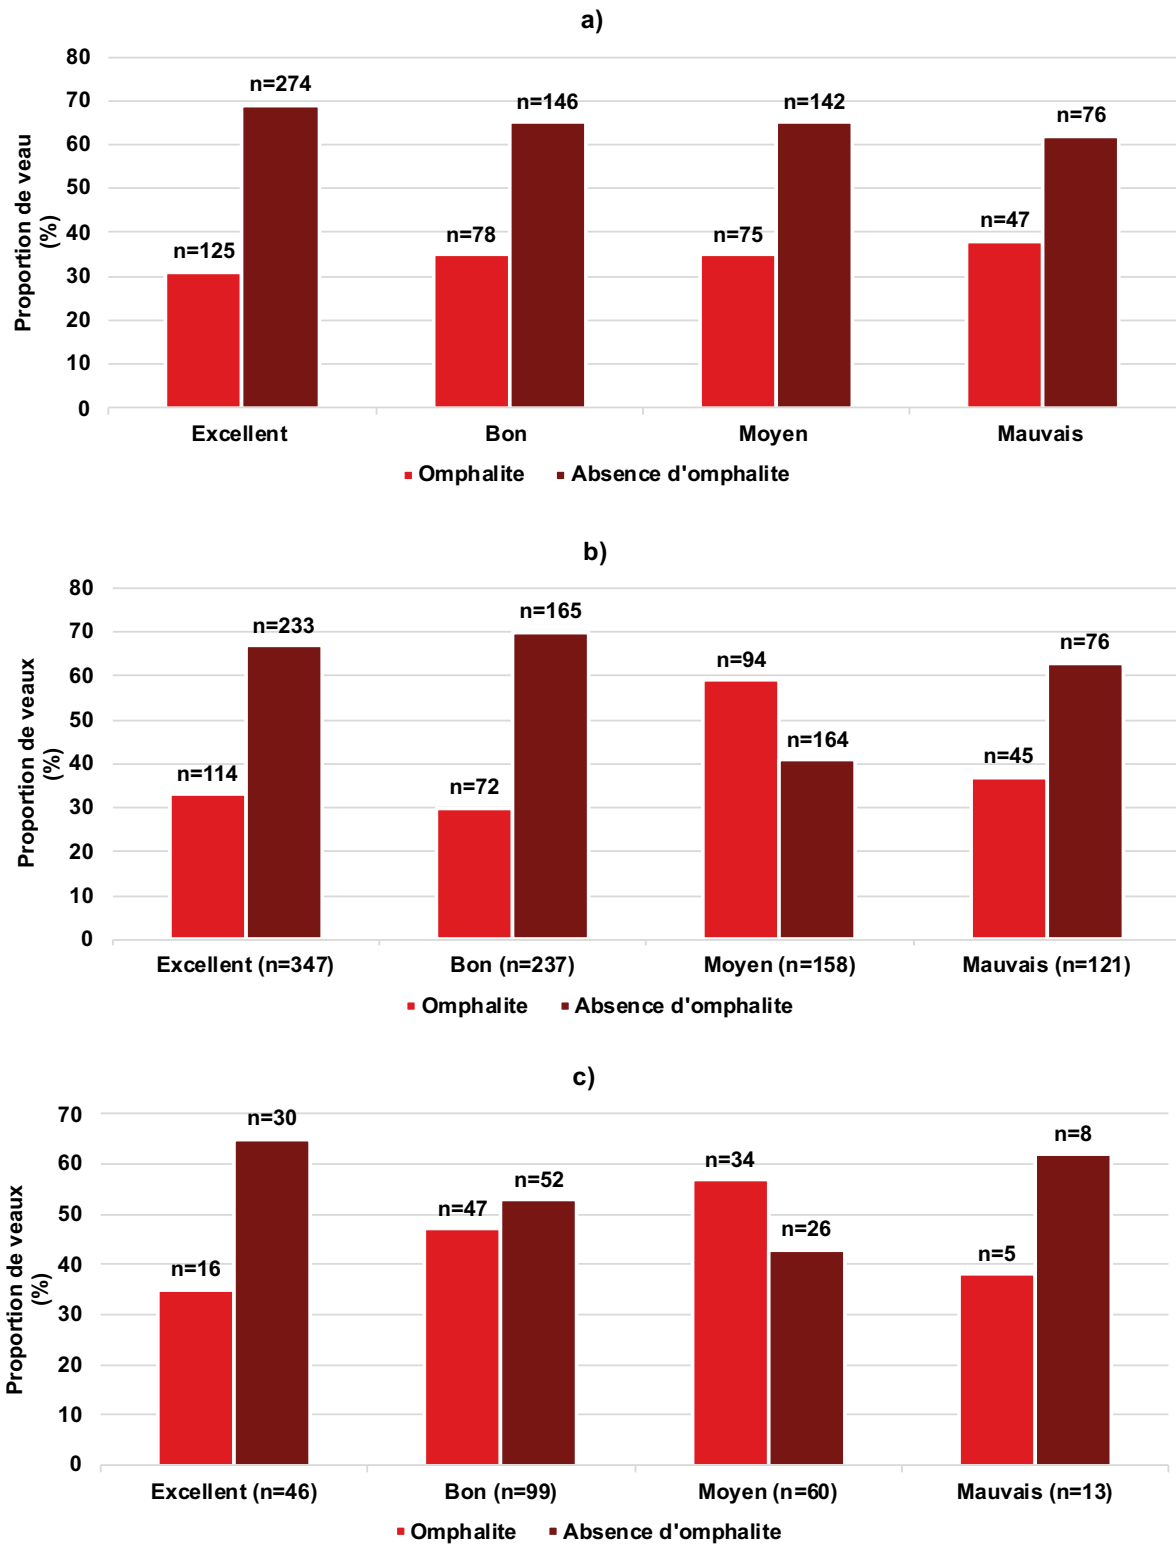 a)
80
n=274
70
n=146
n=142
n=76
60
50
n=47
40
n=125
n=78
n=75
30
20
10
0
Proportion de veau
(%)
Excellent
Bon
Moyen
Mauvais
Omphalite
Absence d'omphalite
b)
80
n=165
n=233
70
n=94
n=76
60
50
n=164
40
n=114
n=72
n=45
30
20
10
0
Proportion de veaux
(%)
Excellent (n=347)
Bon (n=237)
Moyen (n=158)
Mauvais (n=121)
Omphalite
Absence d'omphalite
c)
70
n=30
n=8
60
n=34
n=52
50
n=47
n=26
40
n=16
n=5
30
20
10
0
Proportion de veaux
(%)
Excellent (n=46)
Bon (n=99)
Moyen (n=60)
Mauvais (n=13)
Omphalite
Absence d'omphalite